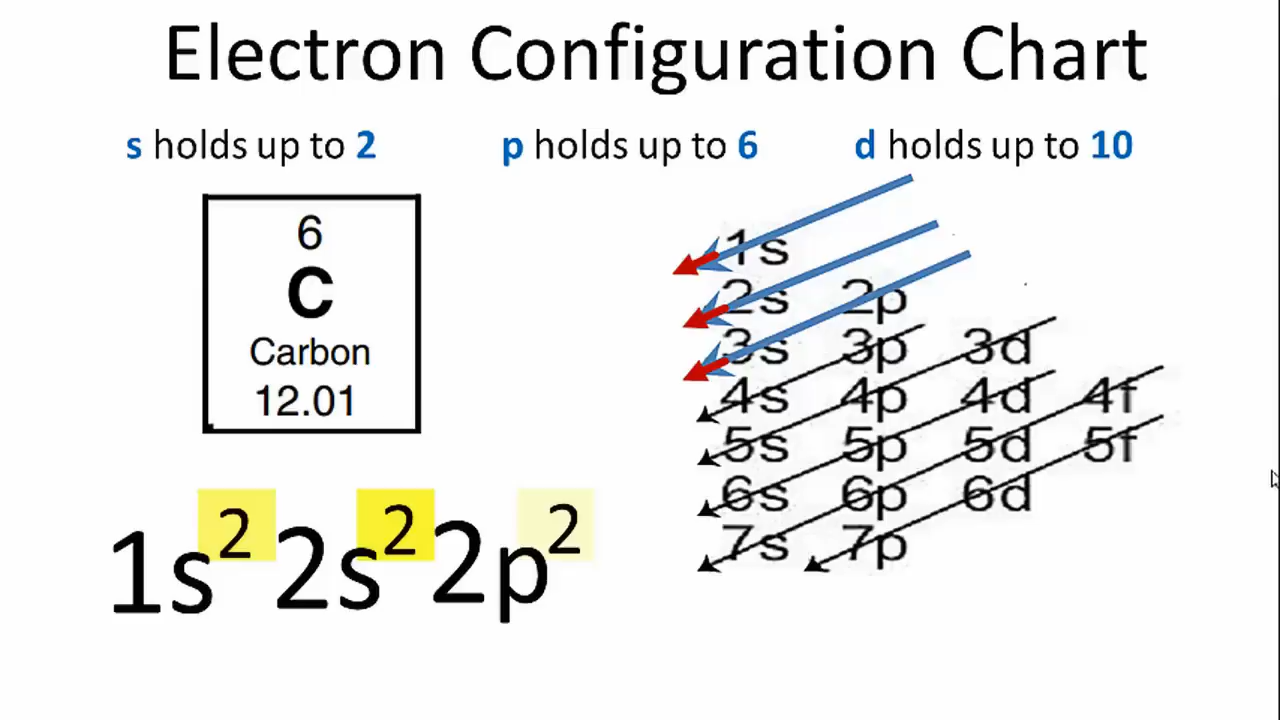 Electron Configuration Chart
s holds up to 2 p holds up to 6 d holds up to 10
6
C
Carbon
12.01
1s² 2s² 2p²
1s
2s 2p
3s 3p 3d
4s 4p 4d 4f
5s 5p 5d 5f
6s 6p 6d
7s 7p